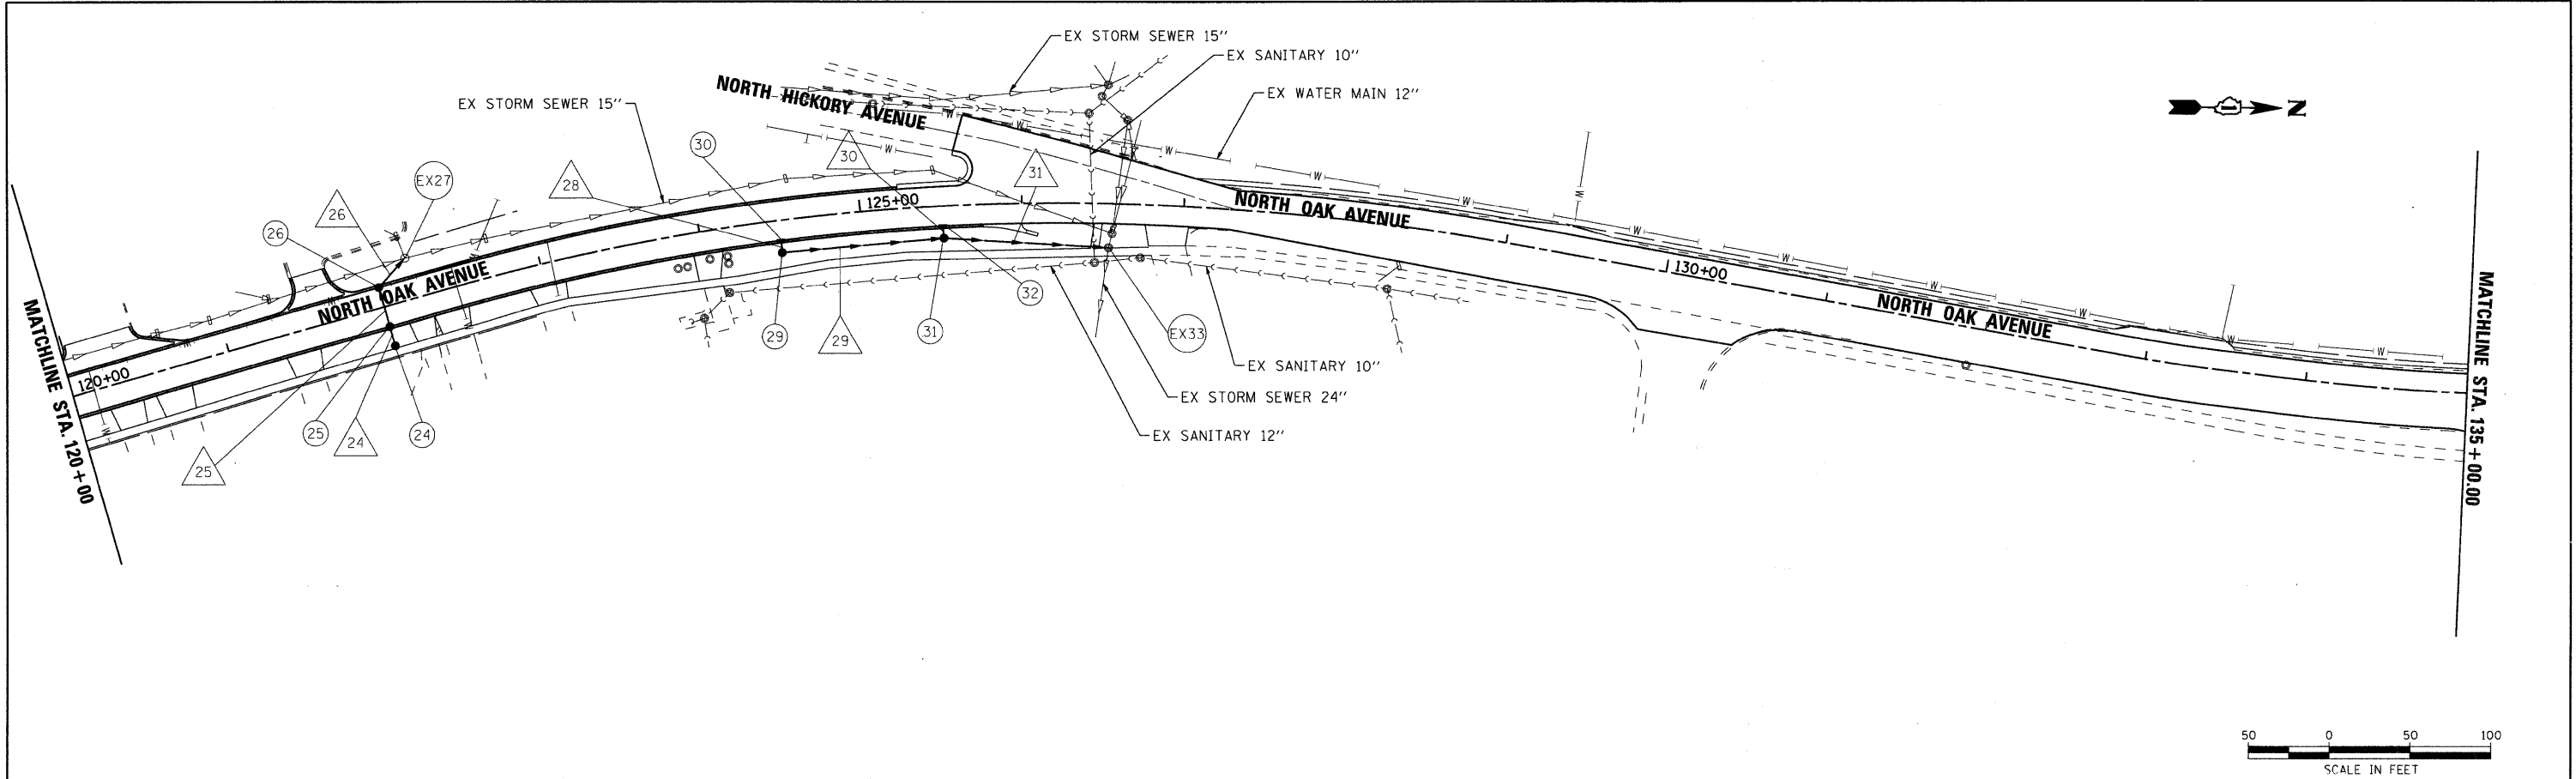 EX STORM SEWER 15"
EX SANITARY 10"
EX WATER MAIN 12"
EX STORM SEWER 15"
NORTH HICKORY AVENUE
N
30
30
31
28
EX27
26
26
125+00
NORTH OAK AVENUE
W
W
W
W
W
W
W
W
W
W
W
W
W
130+00
NORTH OAK AVENUE
NORTH OAK AVENUE
120+00
MATCHLINE STA. 120+00
MATCHLINE STA. 135+00.00
32
29
29
31
EX33
EX SANITARY 10"
EX STORM SEWER 24"
EX SANITARY 12"
25
24
24
25
50 0 50 100
SCALE IN FEET